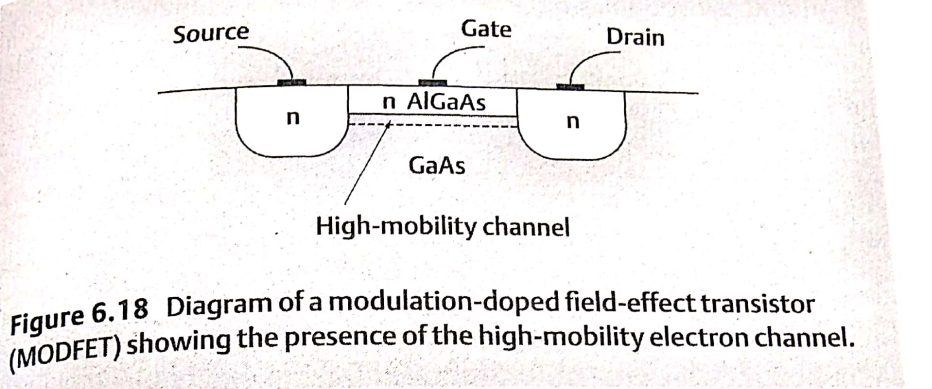 Source
Gate
Drain
n
n AlGaAs
n
GaAs
High-mobility channel
Figure 6.18 Diagram of a modulation-doped field-effect transistor
(MODFET) showing the presence of the high-mobility electron channel.